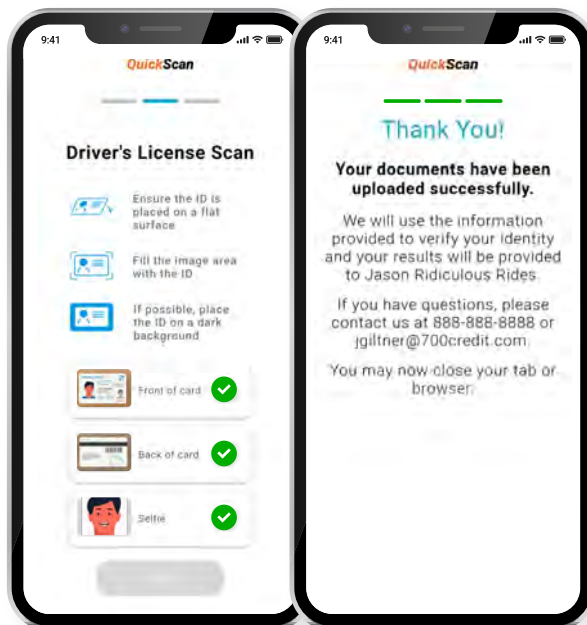 9:41
QuickScan
Driver's License Scan
Ensure the ID is
placed on a flat
surface
Fill the image area
with the ID
If possible, place
the ID on a dark
background
Front of card
Back of card
Selfie
9:41
QuickScan
Thank You!
Your documents have been
uploaded successfully.
We will use the information
provided to verify your identity
and your results will be provided
to Jason Ridiculous Rides.
If you have questions, please
contact us at 888-888-8888 or
jgiltner@700credit.com.
You may now close your tab or
browser.